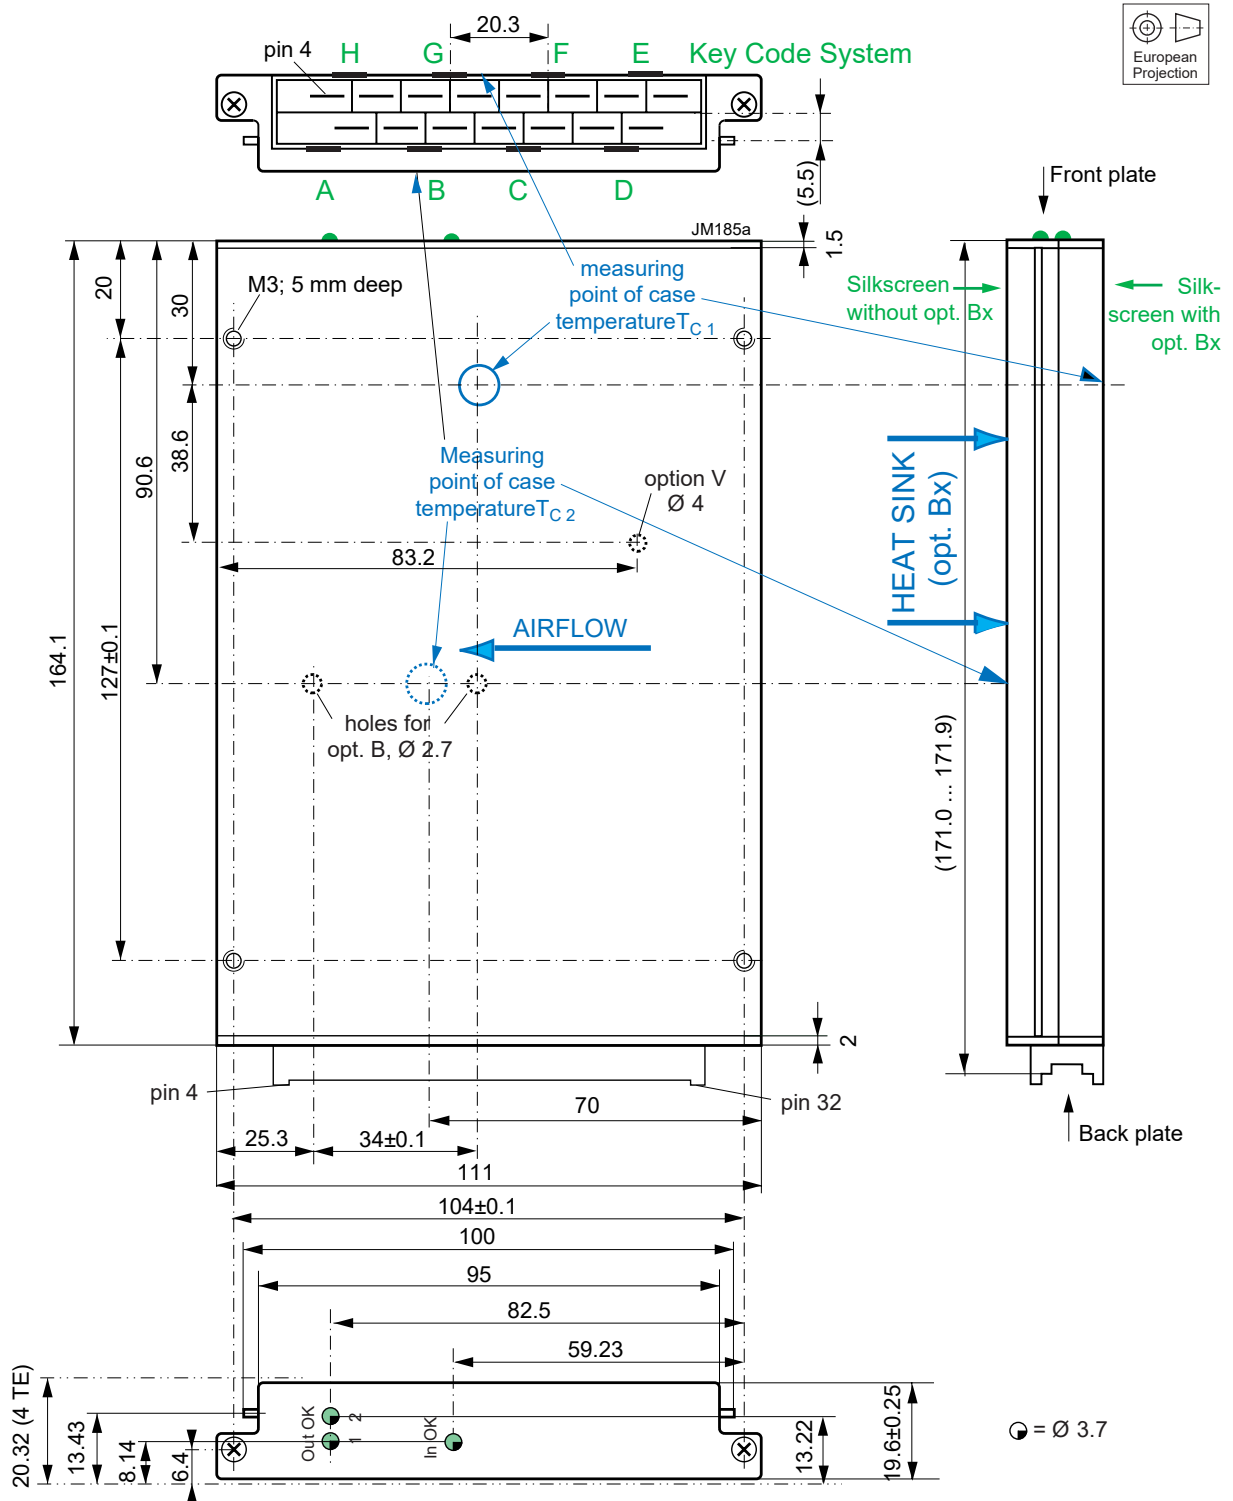 20.3
pin 4
H
G
F
E
Key Code System
European
Projection
A
B
C
D
(5.5)
Front plate
JM185a
1.5
20
30
M3; 5 mm deep
measuring
point of case
temperatureTC 1
Silkscreen
without opt. Bx
Silk-
screen with
opt. Bx
38.6
90.6
Measuring
point of case
temperatureTC 2
option V
Ø 4
HEAT SINK
(opt. Bx)
83.2
AIRFLOW
164.1
127±0.1
holes for
opt. B, Ø 2.7
(171.0 ... 171.9)
2
pin 4
pin 32
70
25.3
34±0.1
Back plate
111
104±0.1
100
95
82.5
59.23
20.32 (4 TE)
13.43
8.14
6.4
Out OK
1
2
In OK
13.22
19.6±0.25
= Ø 3.7